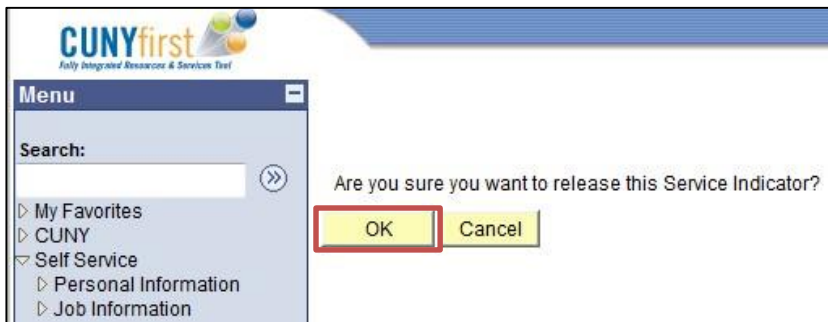 CUNYfirst
Fully Integrated Resources & Services Tool
Menu
Search:
My Favorites
CUNY
Self Service
Personal Information
Job Information
Are you sure you want to release this Service Indicator?
OK Cancel